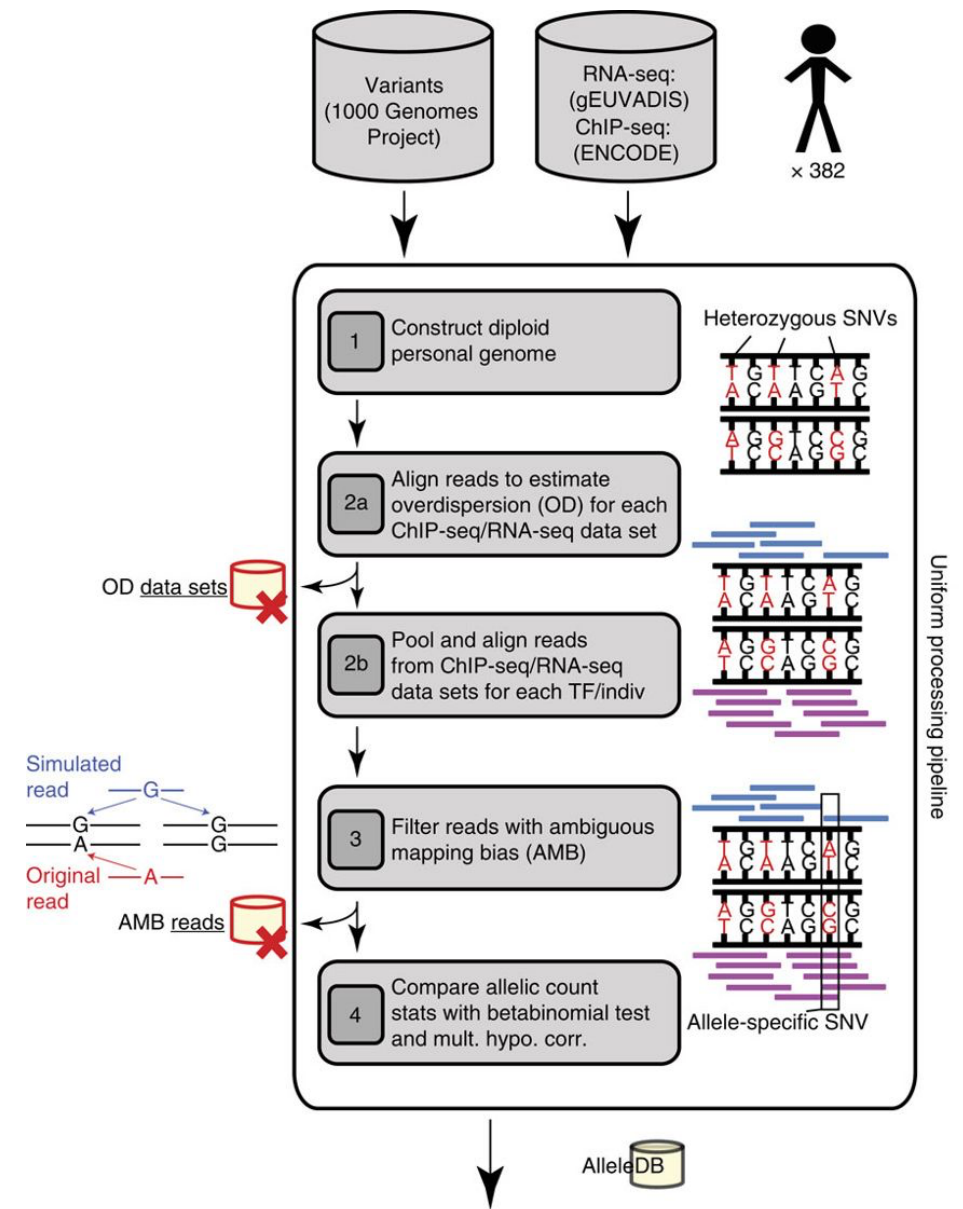 Variants
(1000 Genomes
Project)
RNA-seq:
(gEUVADIS)
ChIP-seq:
(ENCODE)
× 382
1
Construct diploid
personal genome
Heterozygous SNVs
T G T T C A G
A C A A G T C
A G G T C C G
T C C A G G C
2a
Align reads to estimate
overdispersion (OD) for each
ChIP-seq/RNA-seq data set
OD data sets
T G T T C A G
A C A A G T C
A G G T C C G
T C C A G G C
2b
Pool and align reads
from ChIP-seq/RNA-seq
data sets for each TF/indiv
Uniform processing pipeline
Simulated
read
G
G
A
G
G
Original
read
A
3
Filter reads with ambiguous
mapping bias (AMB)
T G T T C A G
A C A A G T C
A G G T C C G
T C C A G G C
AMB reads
4
Compare allelic count
stats with betabinomial test
and mult. hypo. corr.
Allele-specific SNV
AlleleDB